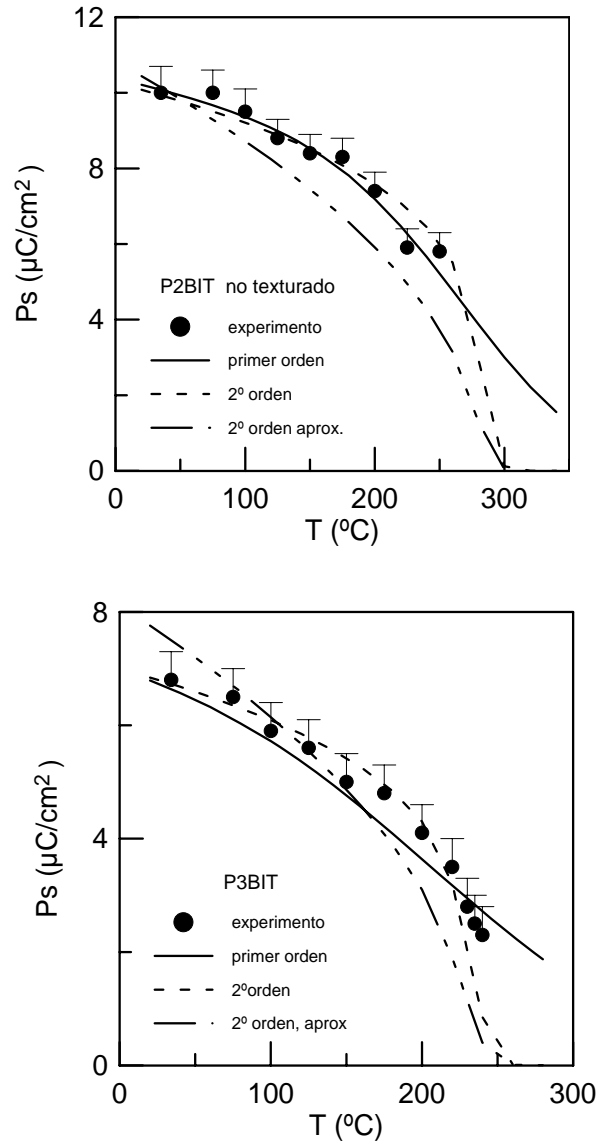 12
8
4
0
Ps (µC/cm²)
P2BIT no texturado
experimento
primer orden
2º orden
2º orden aprox.
0 100 200 300
T (ºC)
8
4
0
Ps (µC/cm²)
P3BIT
experimento
primer orden
2ºorden
2º orden, aprox
0 100 200 300
T (ºC)